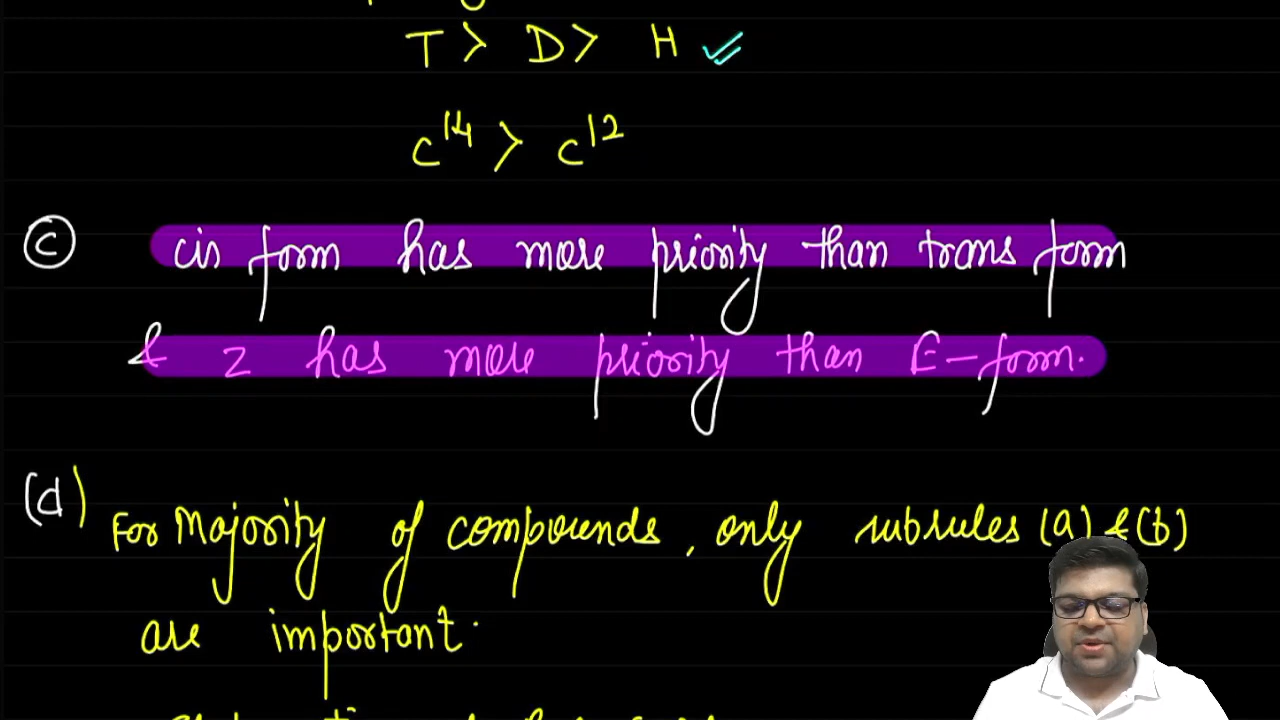 T > D > H
C¹⁴ > C¹²
(c) cis form has more priority than trans form
& Z has more priority than E-form.
(d) For Majority of compounds, only subrules (a) & (b)
are important.